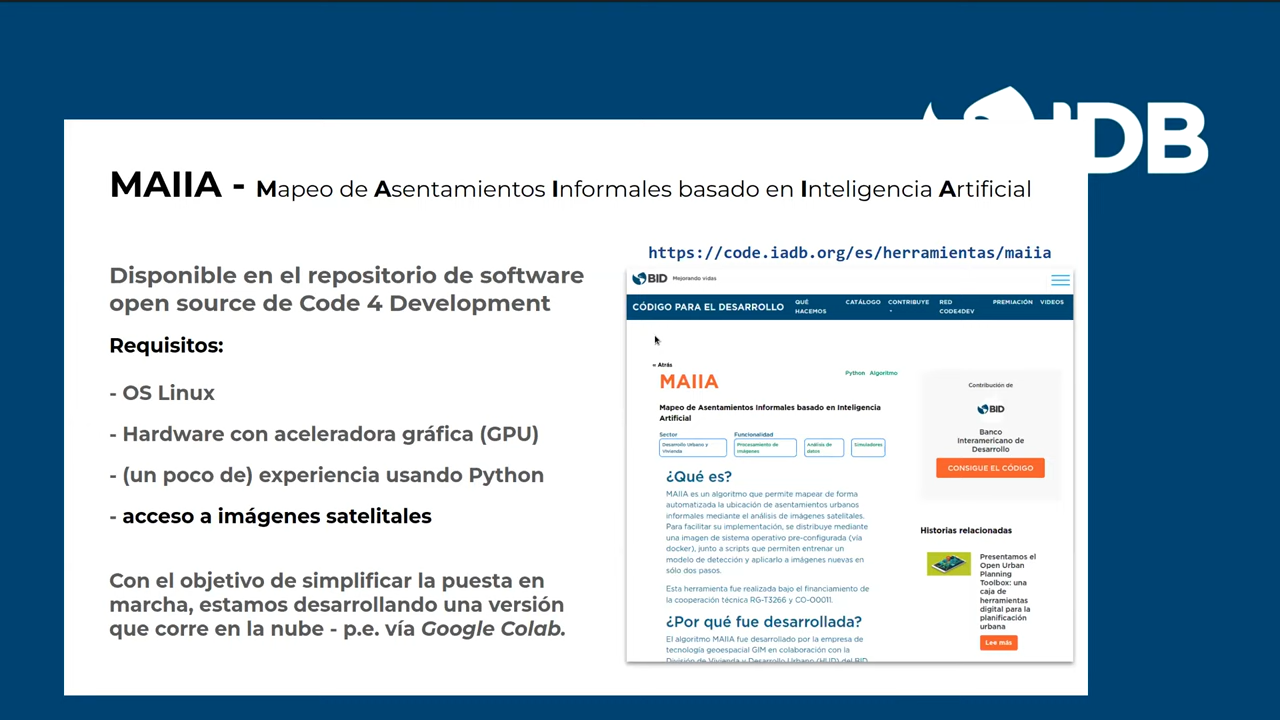 IDB
MAIIA - Mapeo de Asentamientos Informales basado en Inteligencia Artificial
Disponible en el repositorio de software
open source de Code 4 Development
Requisitos:
- OS Linux
- Hardware con aceleradora gráfica (GPU)
- (un poco de) experiencia usando Python
- acceso a imágenes satelitales
Con el objetivo de simplificar la puesta en
marcha, estamos desarrollando una versión
que corre en la nube - p.e. vía Google Colab.
https://code.iadb.org/es/herramientas/maiia
BID Mejorando vidas
CÓDIGO PARA EL DESARROLLO
QUÉ
HACEMOS
CATÁLOGO
CONTRIBUYE
RED
CODE4DEV
PREMIACIÓN
VIDEOS
« Atrás
MAIIA
Python Algoritmo
Mapeo de Asentamientos Informales basado en Inteligencia
Artificial
Sector
Desarrollo Urbano y
Vivienda
Funcionalidad
Procesamiento de
imágenes
Análisis de
datos
Simuladores
¿Qué es?
MAIIA es un algoritmo que permite mapear de forma
automatizada la ubicación de asentamientos urbanos
informales mediante el análisis de imágenes satelitales.
Para facilitar su implementación, se distribuye mediante
una imagen de sistema operativo pre-configurada (vía
docker), junto a scripts que permiten entrenar un
modelo de detección y aplicarlo a imágenes nuevas en
sólo dos pasos.
Esta herramienta fue realizada bajo el financiamiento de
la cooperación técnica RG-T3266 y CO-O0011.
¿Por qué fue desarrollada?
El algoritmo MAIIA fue desarrollado por la empresa de
tecnología geoespacial GIM en colaboración con la
División de Vivienda y Desarrollo Urbano (HUD) del BID
Contribución de
BID
Banco
Interamericano de
Desarrollo
CONSIGUE EL CÓDIGO
Historias relacionadas
Presentamos el
Open Urban
Planning
Toolbox: una
caja de
herramientas
digital para la
planificación
urbana
Lee más